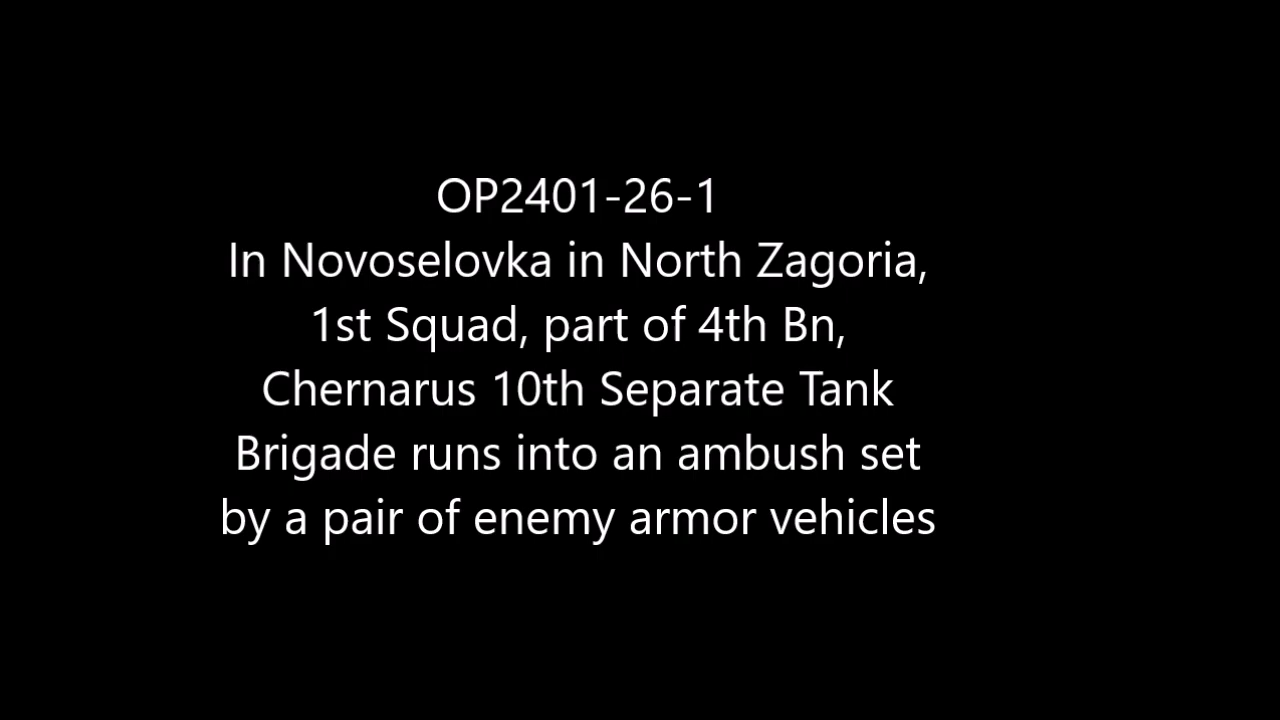 OP2401-26-1
In Novoselovka in North Zagoria,
1st Squad, part of 4th Bn,
Chernarus 10th Separate Tank
Brigade runs into an ambush set
by a pair of enemy armor vehicles